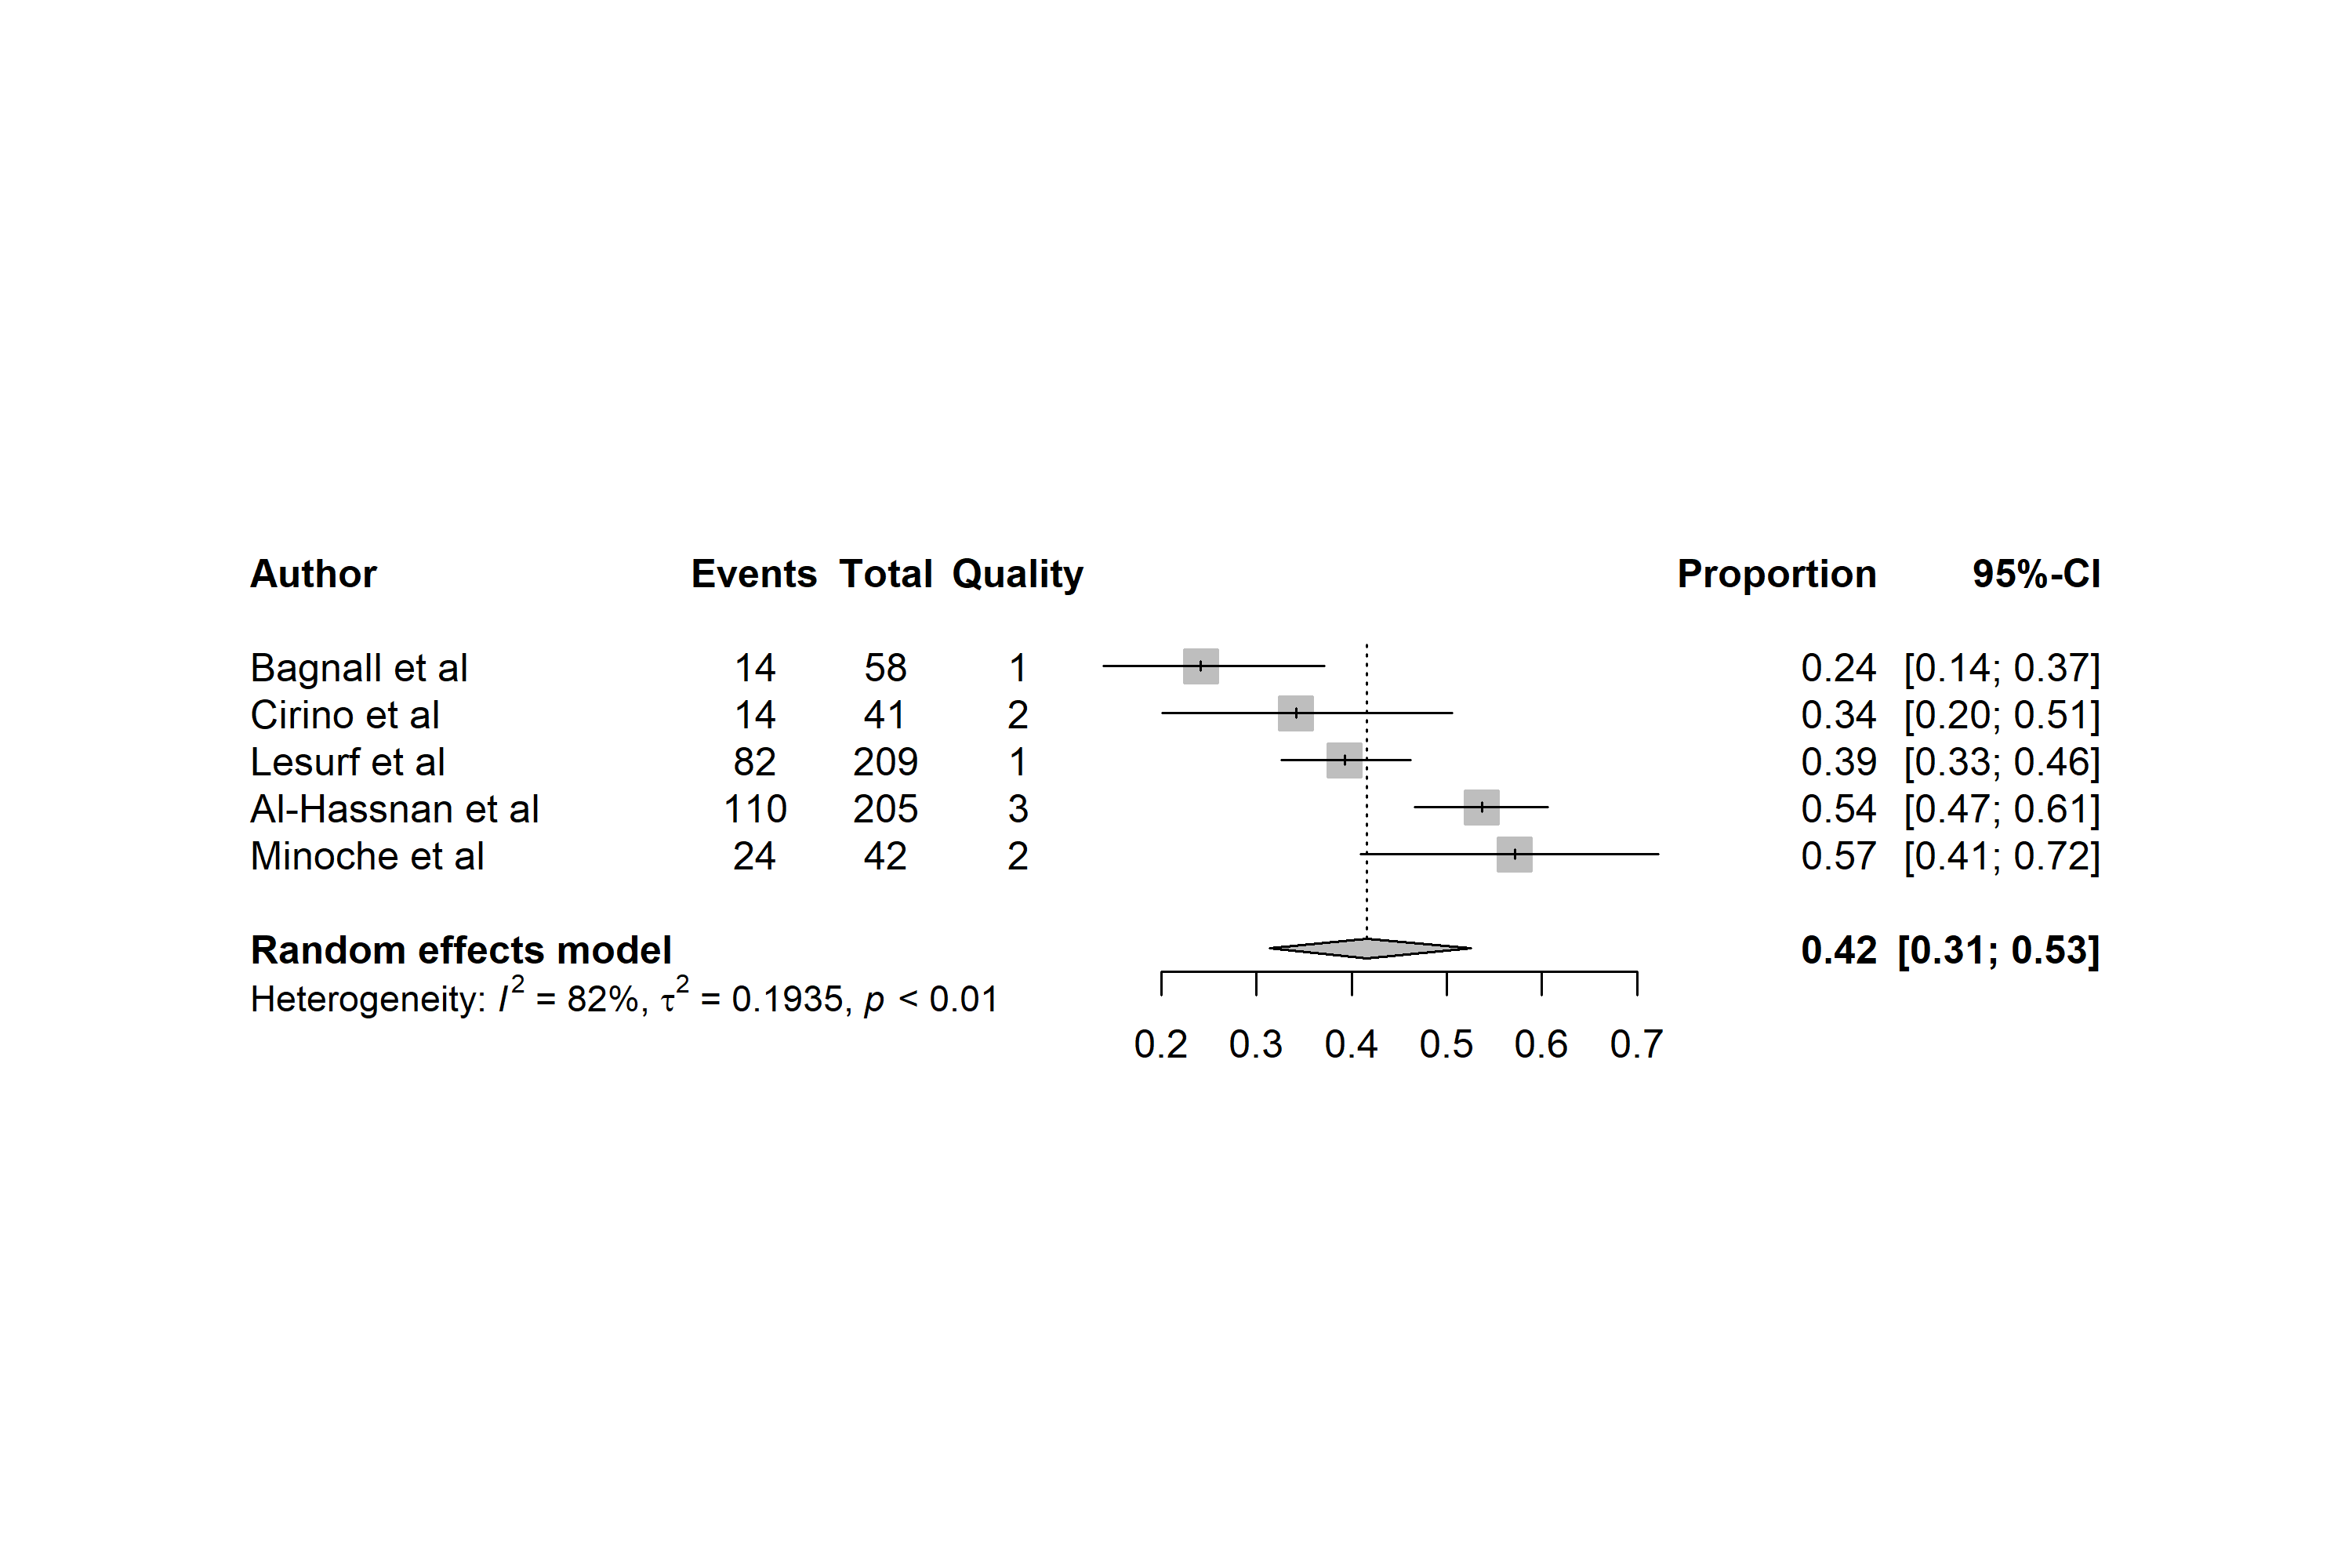 Author Events Total Quality Proportion 95%-CI
Bagnall et al 14 58 1 0.24 [0.14; 0.37]
Cirino et al 14 41 2 0.34 [0.20; 0.51]
Lesurf et al 82 209 1 0.39 [0.33; 0.46]
Al-Hassnan et al 110 205 3 0.54 [0.47; 0.61]
Minoche et al 24 42 2 0.57 [0.41; 0.72]
Random effects model 0.42 [0.31; 0.53]
Heterogeneity: I² = 82%, τ² = 0.1935, p < 0.01
0.2 0.3 0.4 0.5 0.6 0.7